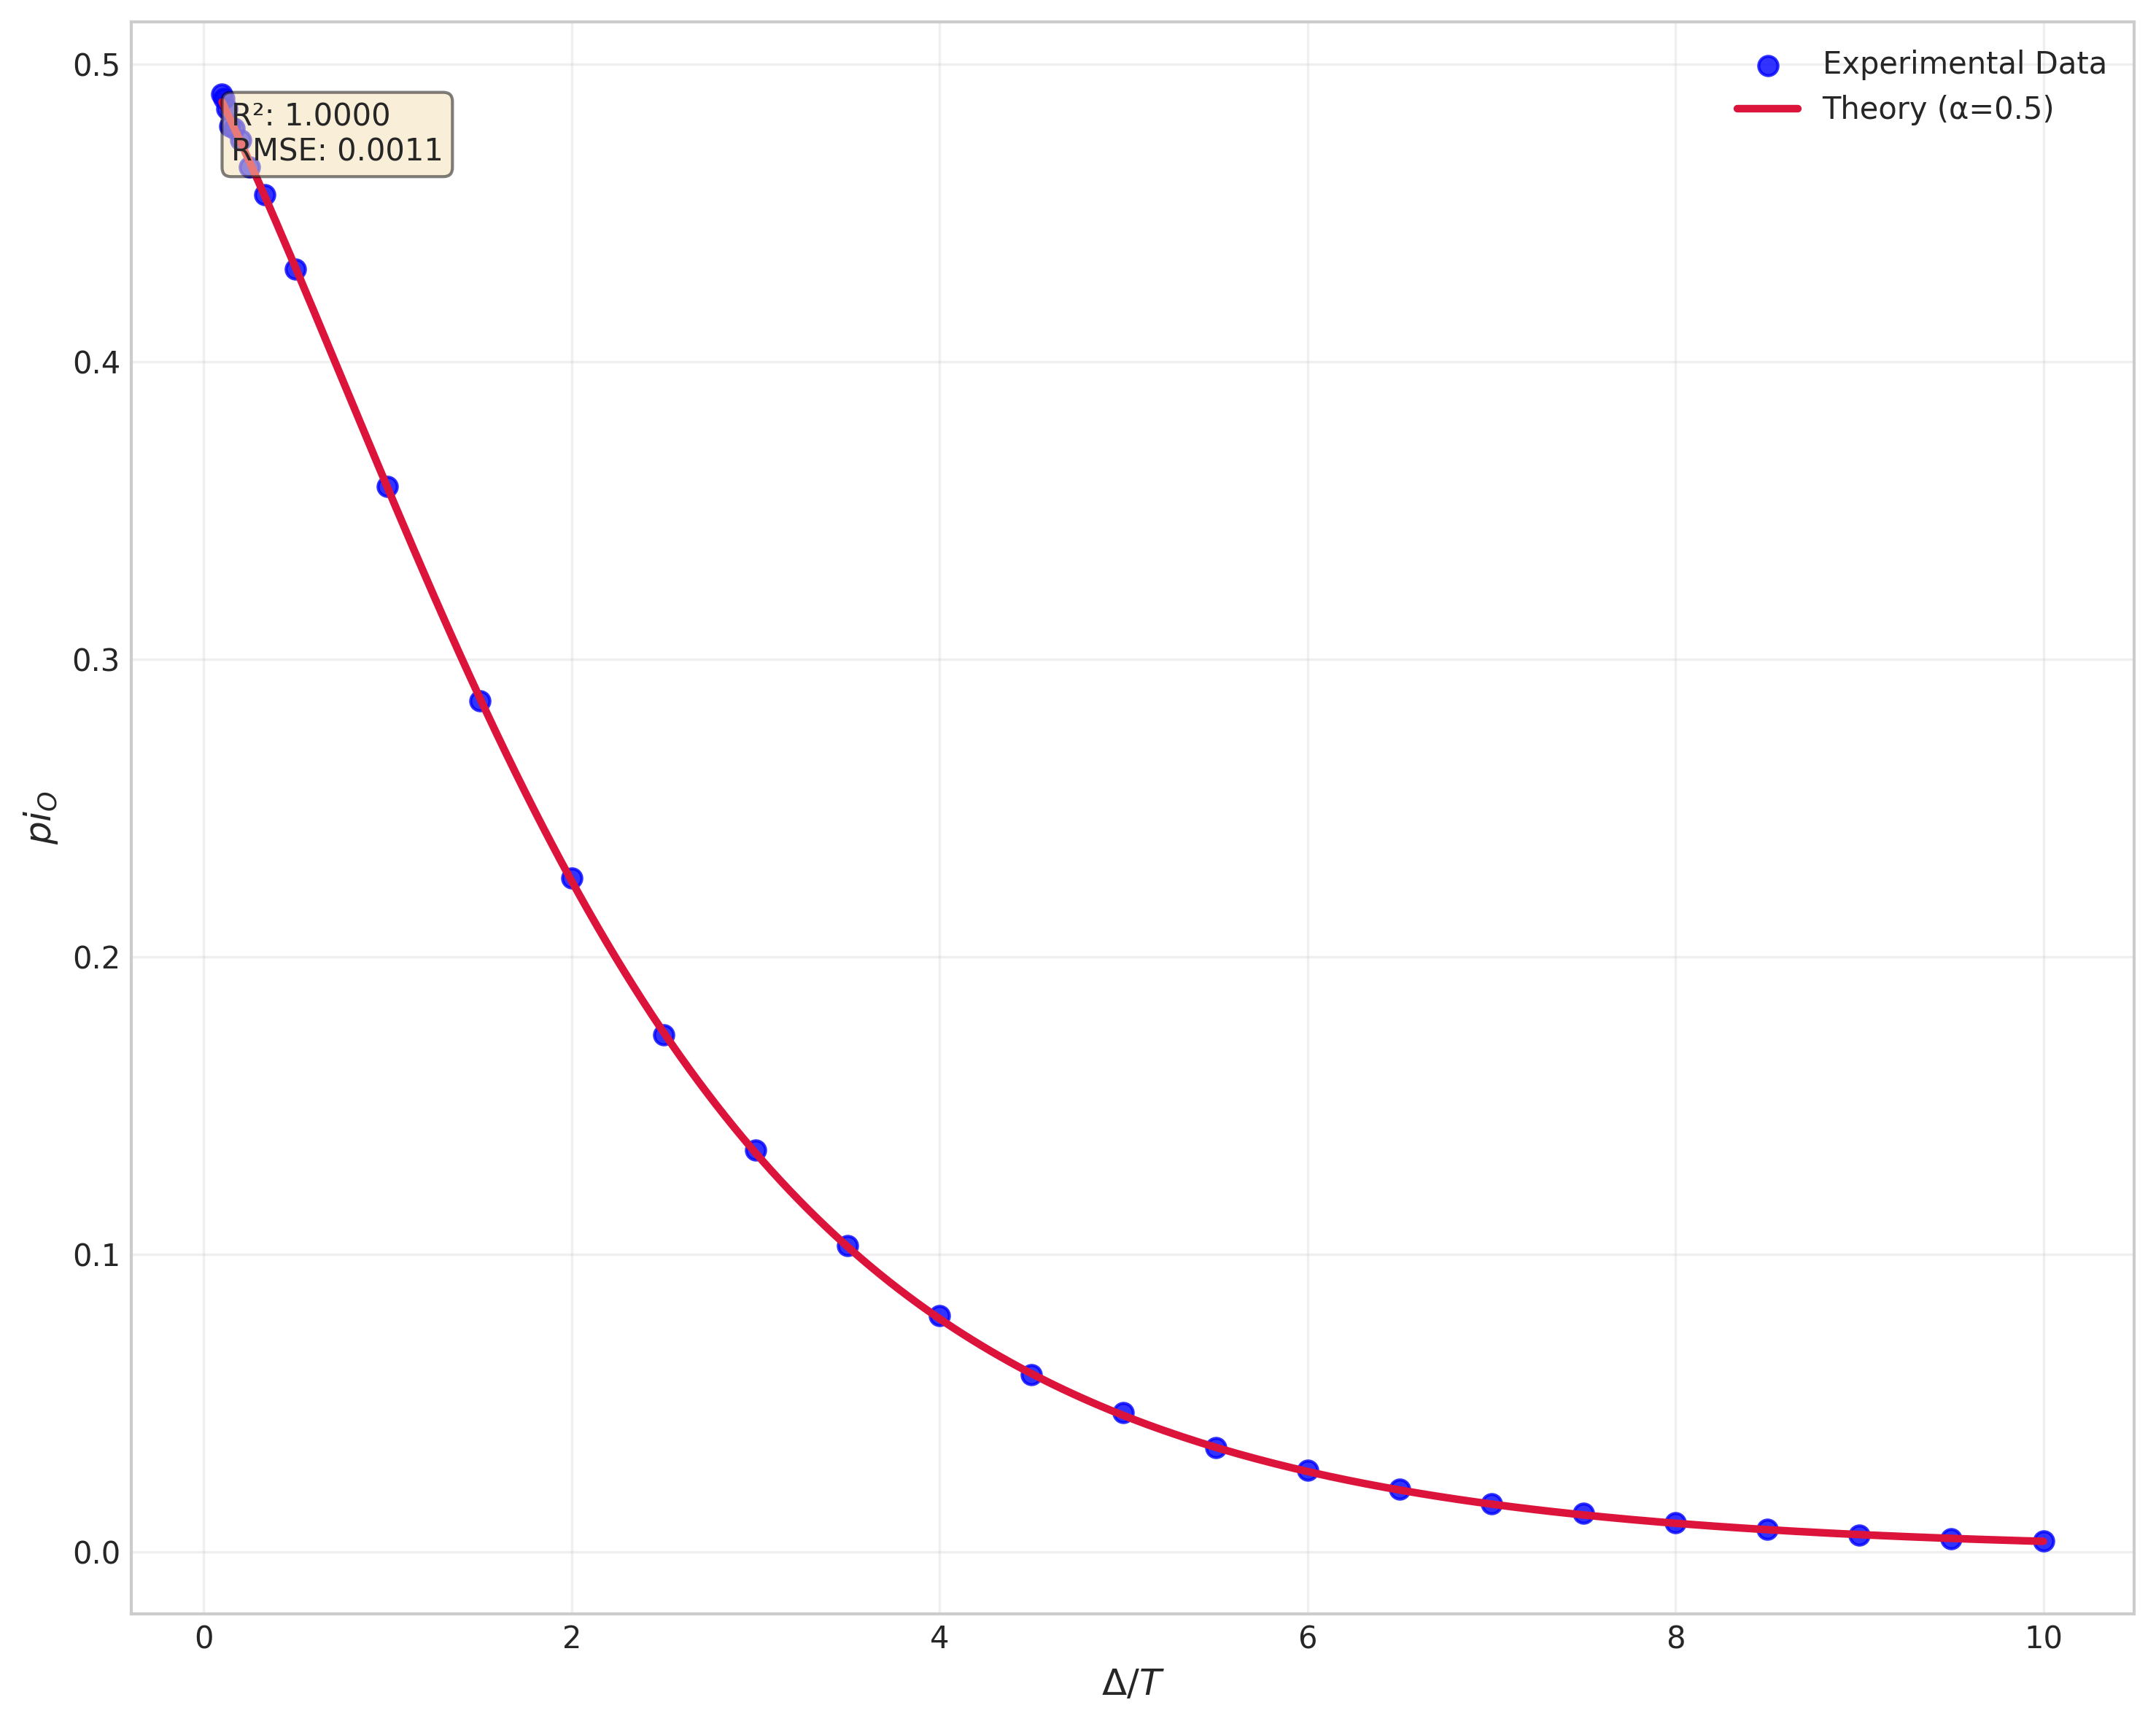 0.5
0.4
0.3
0.2
0.1
0.0
0
2
4
6
8
10
pi_O
Δ/T
R²: 1.0000
RMSE: 0.0011
Experimental Data
Theory (α=0.5)